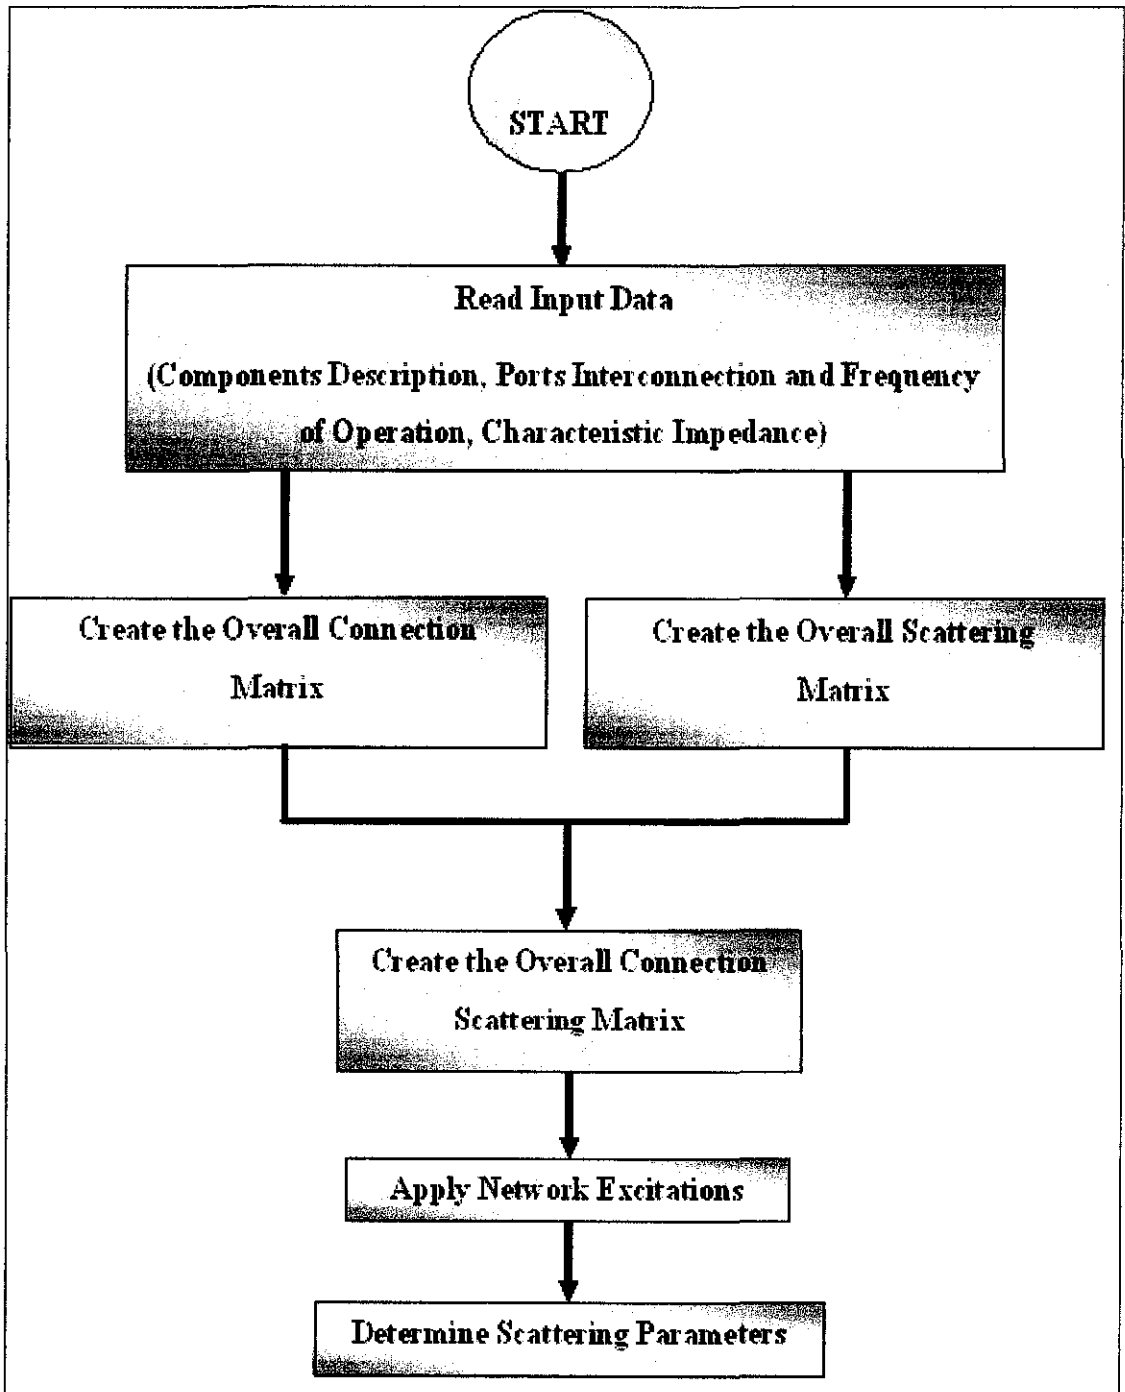 START
Read Input Data
(Components Description, Ports Interconnection and Frequency
of Operation, Characteristic Impedance)
Create the Overall Connection
Matrix
Create the Overall Scattering
Matrix
Create the Overall Connection
Scattering Matrix
Apply Network Excitations
Determine Scattering Parameters